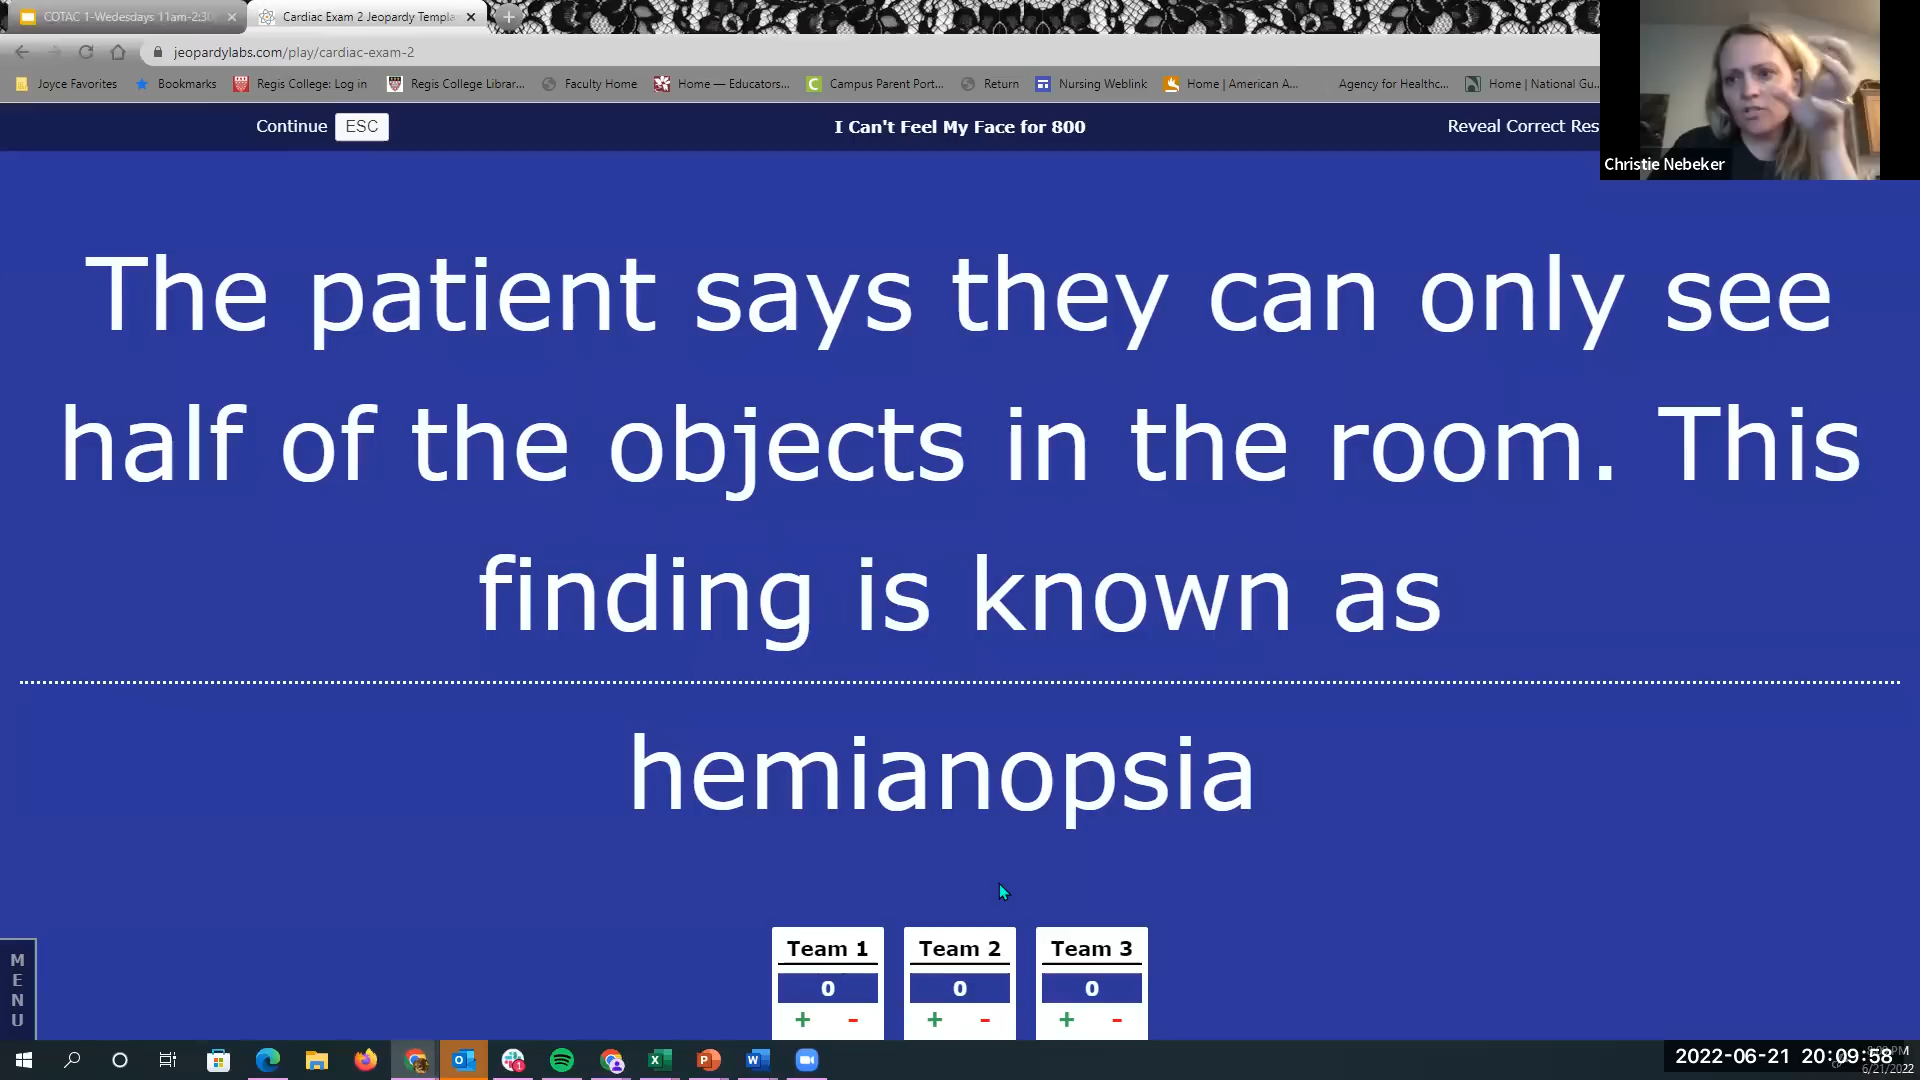 COTAC 1-Wedesdays 11am-2:30
Cardiac Exam 2 Jeopardy Templa
jeopardylabs.com/play/cardiac-exam-2
Joyce Favorites
Bookmarks
Regis College: Log in
Regis College Librar...
Faculty Home
Home — Educators...
Campus Parent Port...
Return
Nursing Weblink
Home | American A...
Agency for Healthc...
Home | National Gu...
Continue ESC
I Can't Feel My Face for 800
Reveal Correct Res
Christie Nebeker
The patient says they can only see
half of the objects in the room. This
finding is known as
hemianopsia
Team 1
0
+ -
Team 2
0
+ -
Team 3
0
+ -
MENU
2022-06-21 20:09:58
6/21/2022